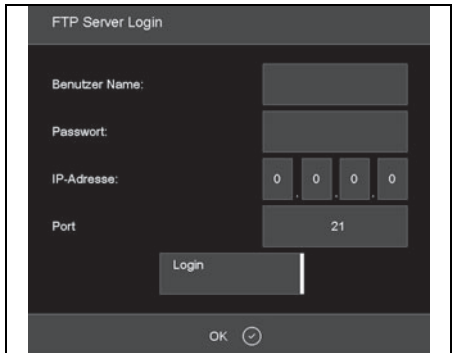 FTP Server Login
Benutzer Name:
Passwort:
IP-Adresse: 0 . 0 . 0 . 0
Port 21
Login
OK